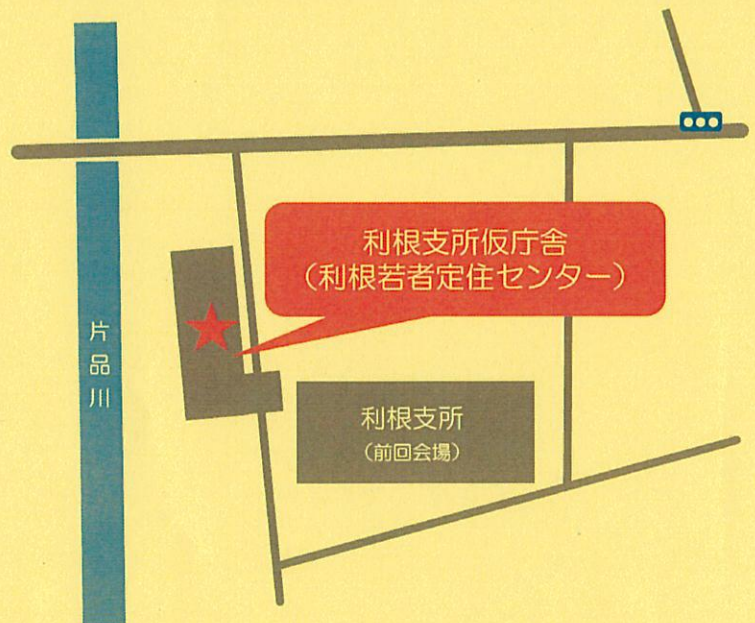 利根支所仮庁舎
（利根若者定住センター）
片品川
利根支所
（前回会場）